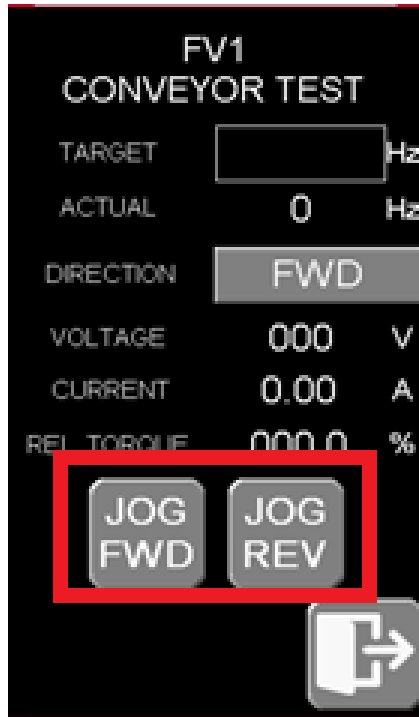 FV1
CONVEYOR TEST
TARGET Hz
ACTUAL 0 Hz
DIRECTION FWD
VOLTAGE 000 V
CURRENT 0.00 A
REL TORQUE 000.0 %
JOG FWD JOG REV